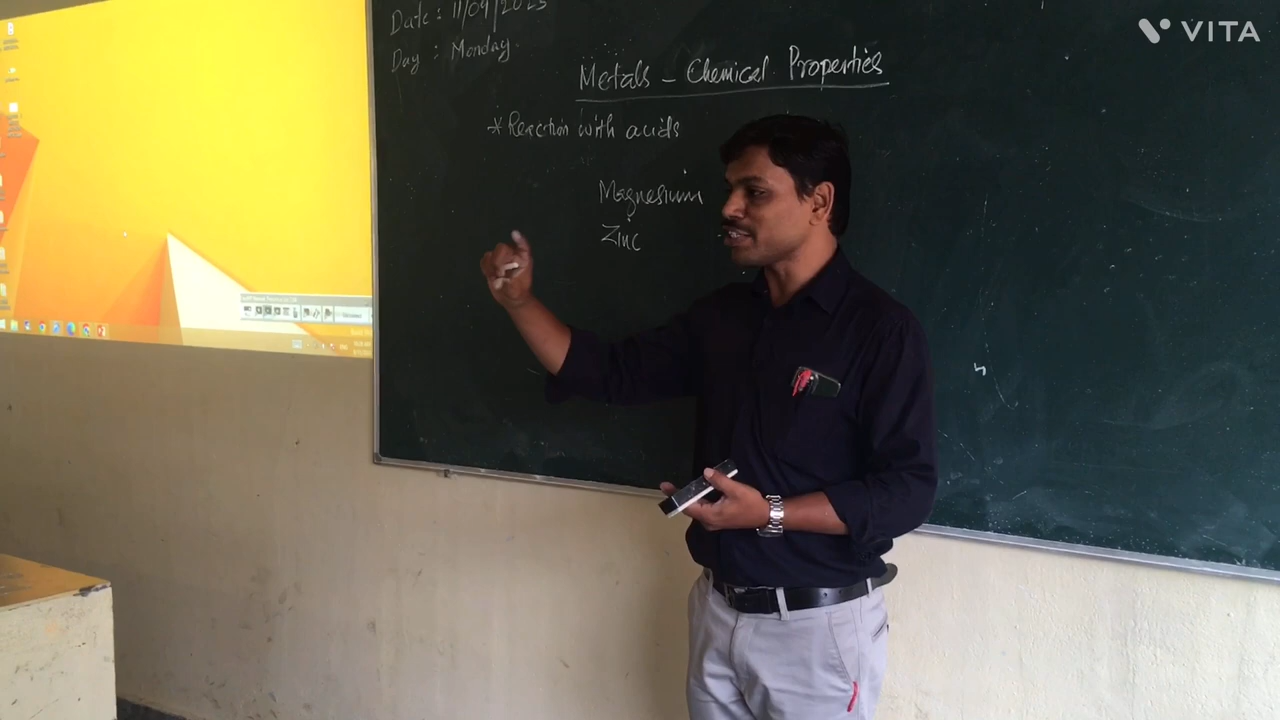 Date : 11/09/2023
Day : Monday.
Metals - Chemical Properties
* Reaction with acids
Magnesium
Zinc
VITA